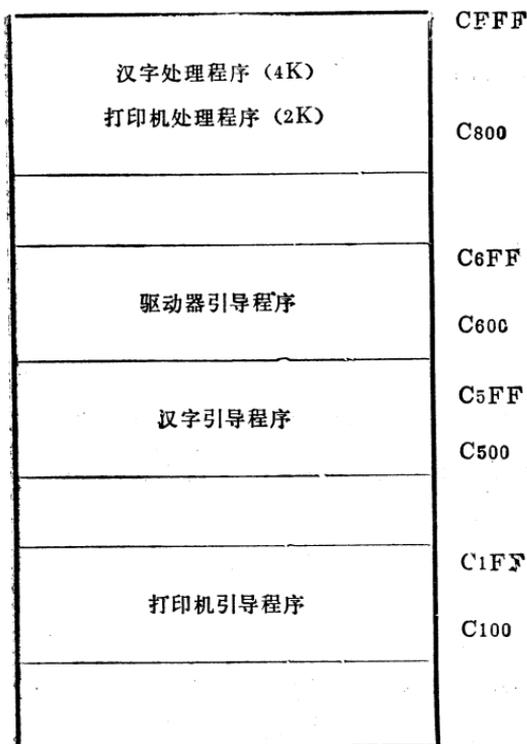 CFFF
汉字处理程序（4K）
打印机处理程序（2K）
C800
C6FF
驱动器引导程序
C600
C5FF
汉字引导程序
C500
C1FF
打印机引导程序
C100